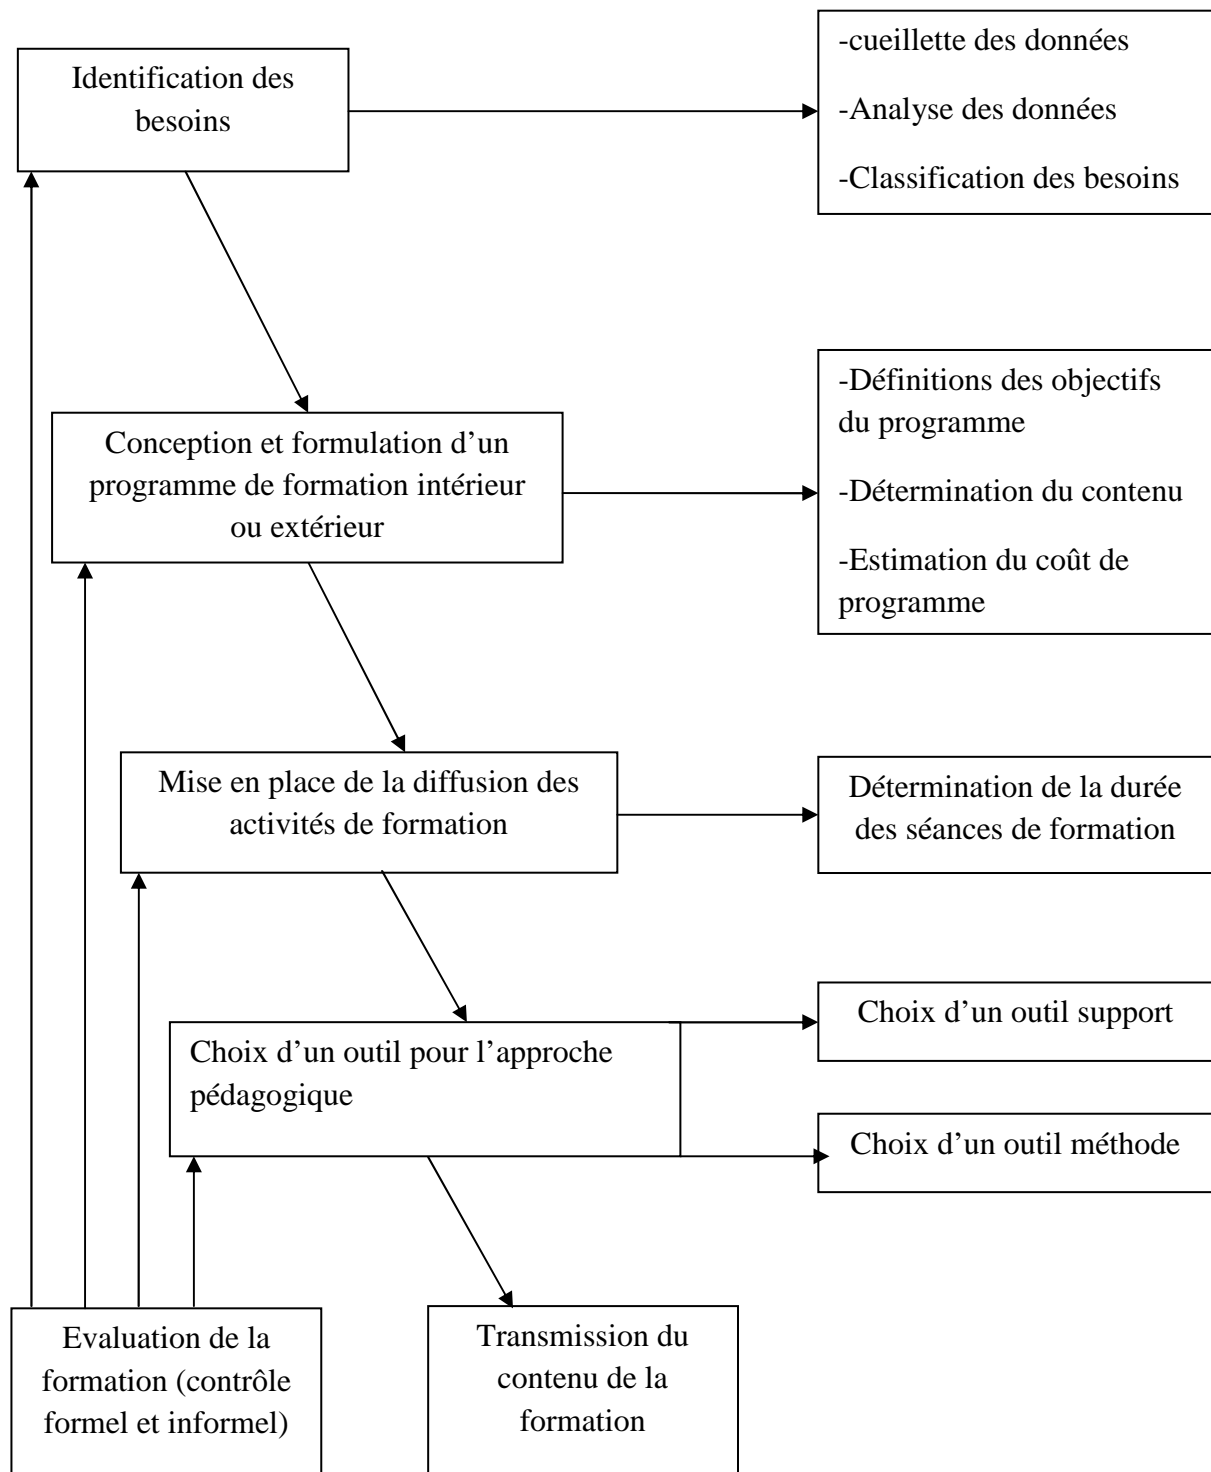 Identification des
besoins
-cueillette des données
-Analyse des données
-Classification des besoins
Conception et formulation d’un
programme de formation intérieur
ou extérieur
-Définitions des objectifs
du programme
-Détermination du contenu
-Estimation du coût de
programme
Mise en place de la diffusion des
activités de formation
Détermination de la durée
des séances de formation
Choix d’un outil pour l’approche
pédagogique
Choix d’un outil support
Choix d’un outil méthode
Evaluation de la
formation (contrôle
formel et informel)
Transmission du
contenu de la
formation